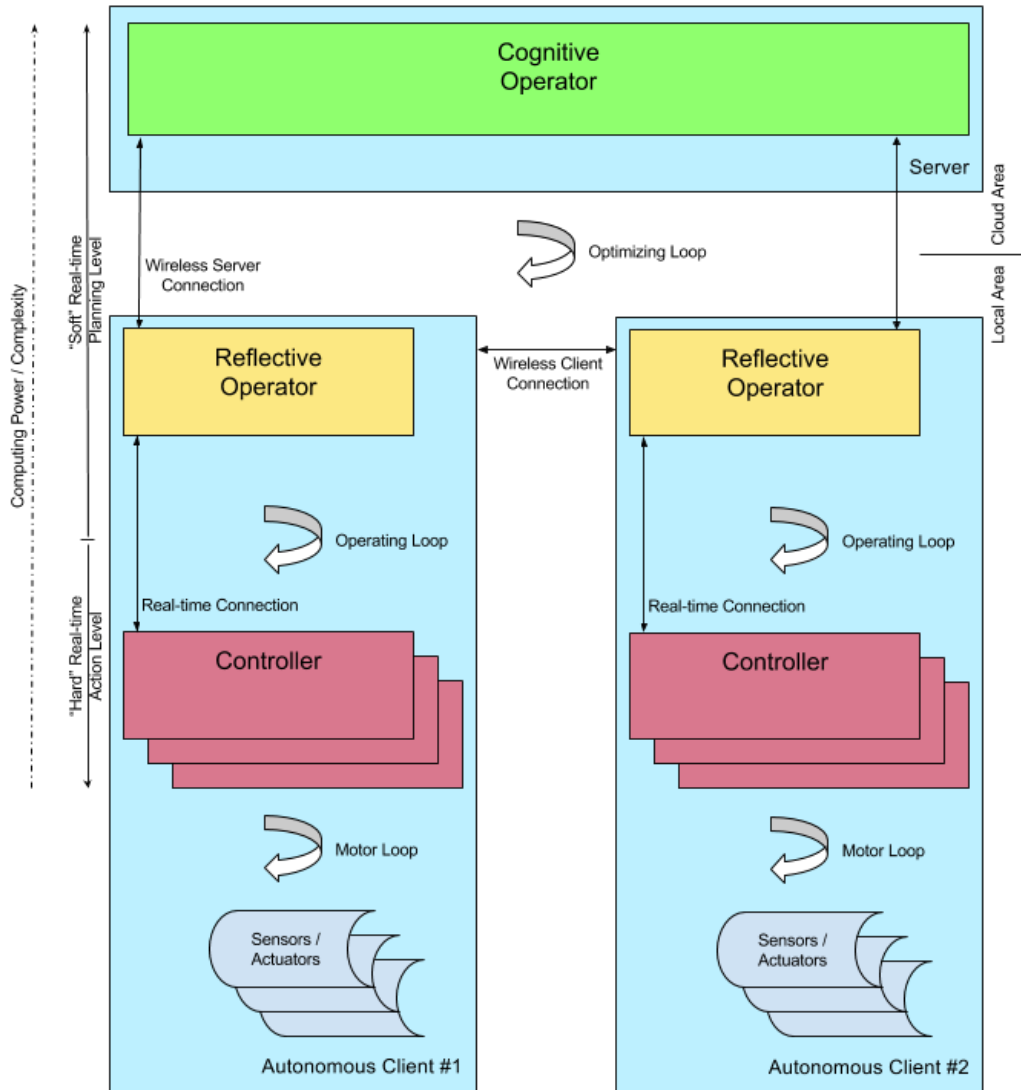 Cognitive
Operator
Server
Cloud Area
Local Area
Optimizing Loop
Wireless Server
Connection
Computing Power / Complexity
"Soft" Real-time
Planning Level
"Hard" Real-time
Action Level
Reflective
Operator
Wireless Client
Connection
Reflective
Operator
Operating Loop
Operating Loop
Real-time Connection
Real-time Connection
Controller
Controller
Motor Loop
Motor Loop
Sensors /
Actuators
Sensors /
Actuators
Autonomous Client #1
Autonomous Client #2